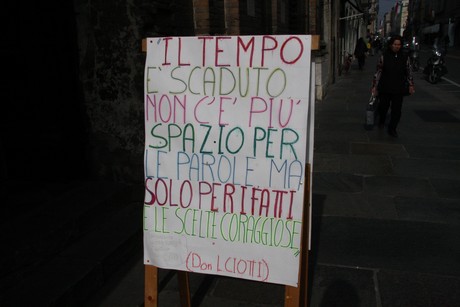 "IL TEMPO
E' SCADUTO
NON C'E' PIU'
SPAZIO PER
LE PAROLE MA
SOLO PER I FATTI
E LE SCELTE CORAGGIOSE"
(Don L. CIOTTI)